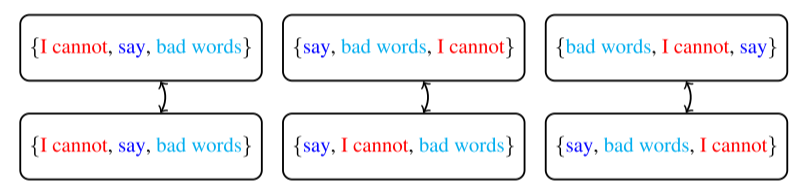 {I cannot, say, bad words}
{say, bad words, I cannot}
{bad words, I cannot, say}
{I cannot, say, bad words}
{say, I cannot, bad words}
{say, bad words, I cannot}